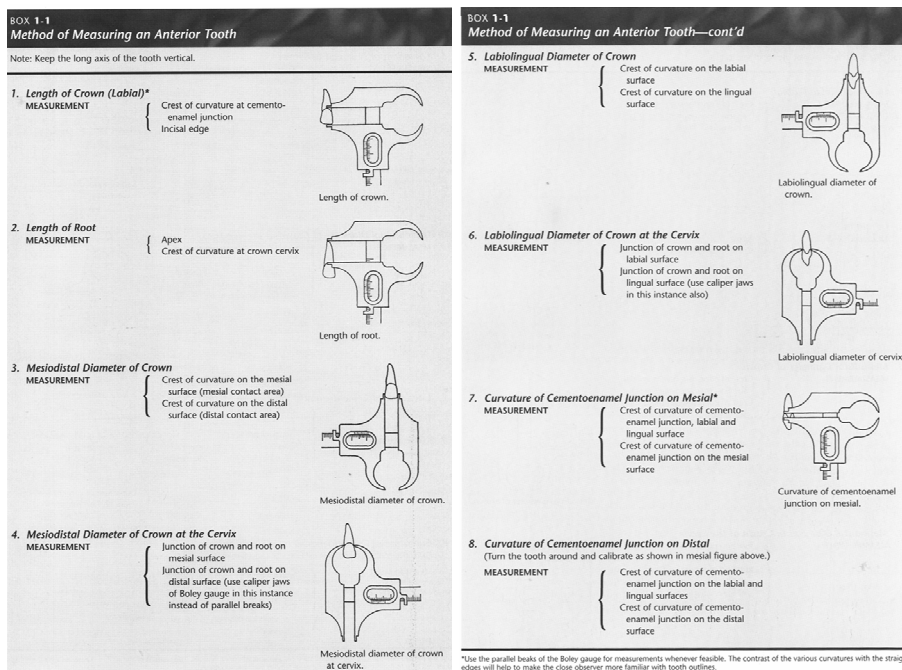 BOX 1-1
Method of Measuring an Anterior Tooth
Note: Keep the long axis of the tooth vertical.
1. Length of Crown (Labial)*
MEASUREMENT
Crest of curvature at cemento-
enamel junction
Incisal edge
Length of crown.
2. Length of Root
MEASUREMENT
Apex
Crest of curvature at crown cervix
Length of root.
3. Mesiodistal Diameter of Crown
MEASUREMENT
Crest of curvature on the mesial
surface (mesial contact area)
Crest of curvature on the distal
surface (distal contact area)
Mesiodistal diameter of crown.
4. Mesiodistal Diameter of Crown at the Cervix
MEASUREMENT
Junction of crown and root on
mesial surface
Junction of crown and root on
distal surface (use caliper jaws
of Boley gauge in this instance
instead of parallel breaks)
Mesiodistal diameter of crown
at cervix.
BOX 1-1
Method of Measuring an Anterior Tooth—cont'd
5. Labiolingual Diameter of Crown
MEASUREMENT
Crest of curvature on the labial
surface
Crest of curvature on the lingual
surface
Labiolingual diameter of
crown.
6. Labiolingual Diameter of Crown at the Cervix
MEASUREMENT
Junction of crown and root on
labial surface
Junction of crown and root on
lingual surface (use caliper jaws
in this instance also)
Labiolingual diameter of cervix
7. Curvature of Cementoenamel Junction on Mesial*
MEASUREMENT
Crest of curvature of cemento-
enamel junction, labial and
lingual surface
Crest of curvature of cemento-
enamel junction on the mesial
surface
Curvature of cementoenamel
junction on mesial.
8. Curvature of Cementoenamel Junction on Distal
(Turn the tooth around and calibrate as shown in mesial figure above.)
MEASUREMENT
Crest of curvature of cemento-
enamel junction on the labial and
lingual surfaces
Crest of curvature of cemento-
enamel junction on the distal
surface
*Use the parallel beaks of the Boley gauge for measurements whenever feasible. The contrast of the various curvatures with the straig
edges will help to make the close observer more familiar with tooth outlines.